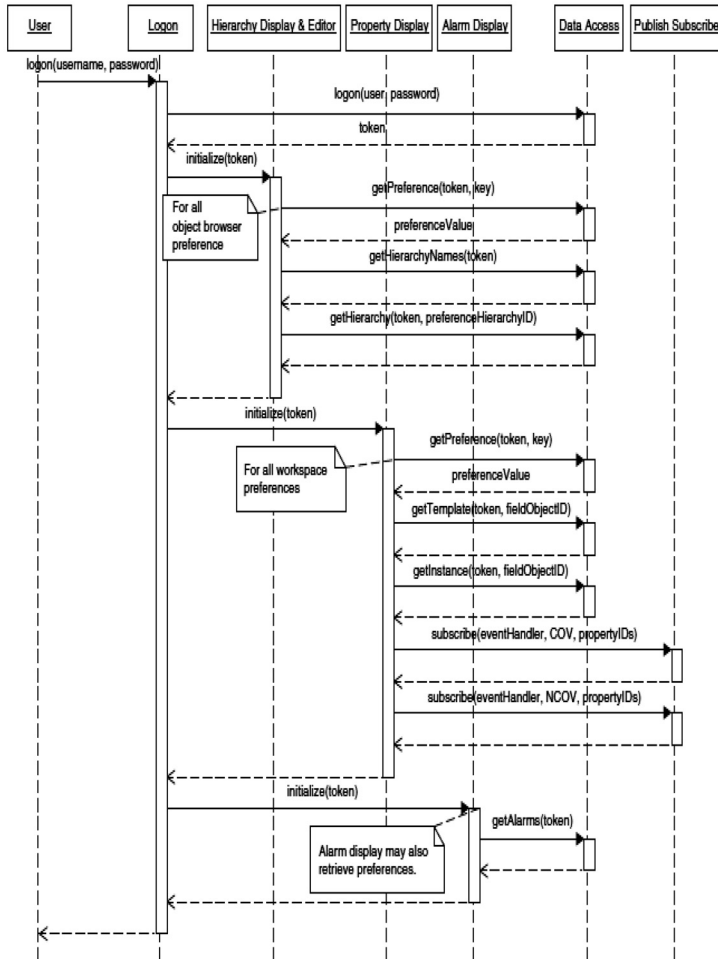 User
Logon
Hierarchy Display & Editor
Property Display
Alarm Display
Data Access
Publish Subscribe
logon(username, password)
logon(user, password)
token
initialize(token)
getPreference(token, key)
For all
object browser
preference
preferenceValue
getHierarchyNames(token)
getHierarchy(token, preferenceHierarchyID)
initialize(token)
getPreference(token, key)
For all workspace
preferences
preferenceValue
getTemplate(token, fieldObjectID)
getInstance(token, fieldObjectID)
subscribe(eventHandler, COV, propertyIDs)
subscribe(eventHandler, NCOV, propertyIDs)
initialize(token)
getAlarms(token)
Alarm display may also
retrieve preferences.